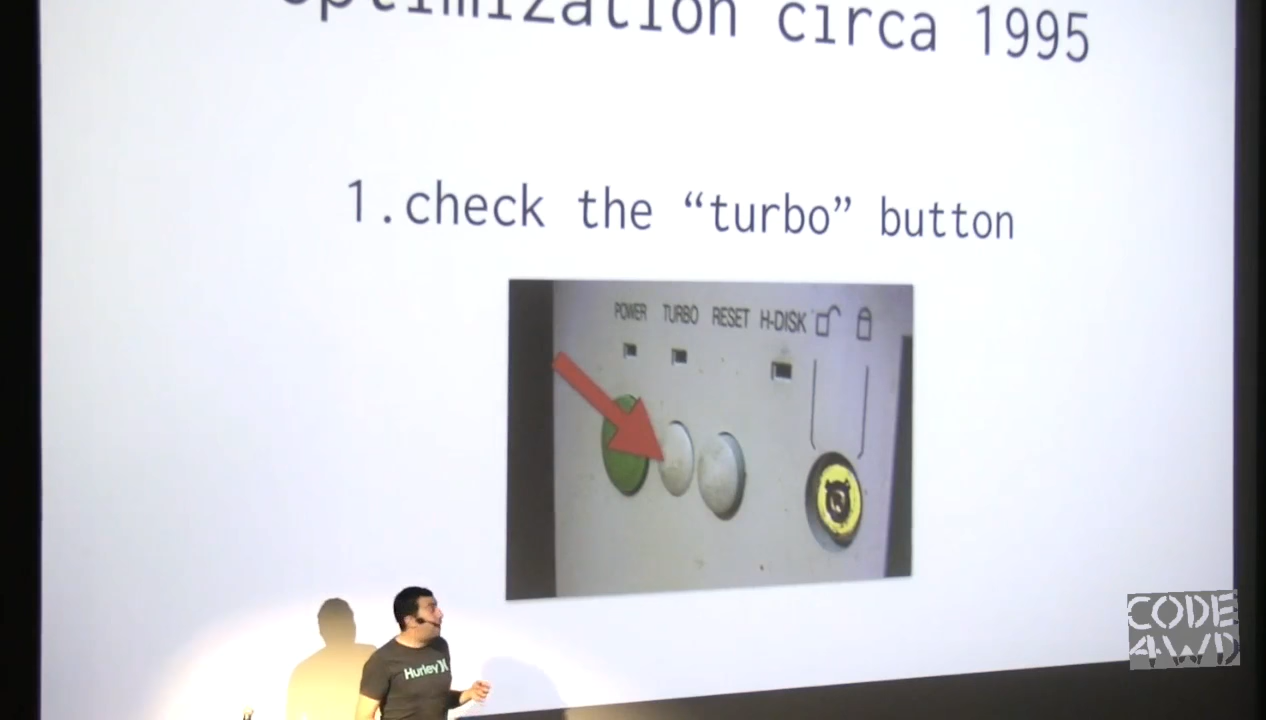 optimization circa 1995
1.check the “turbo” button
POWER TURBO RESET H-DISK
Hurley
CODE
4WD